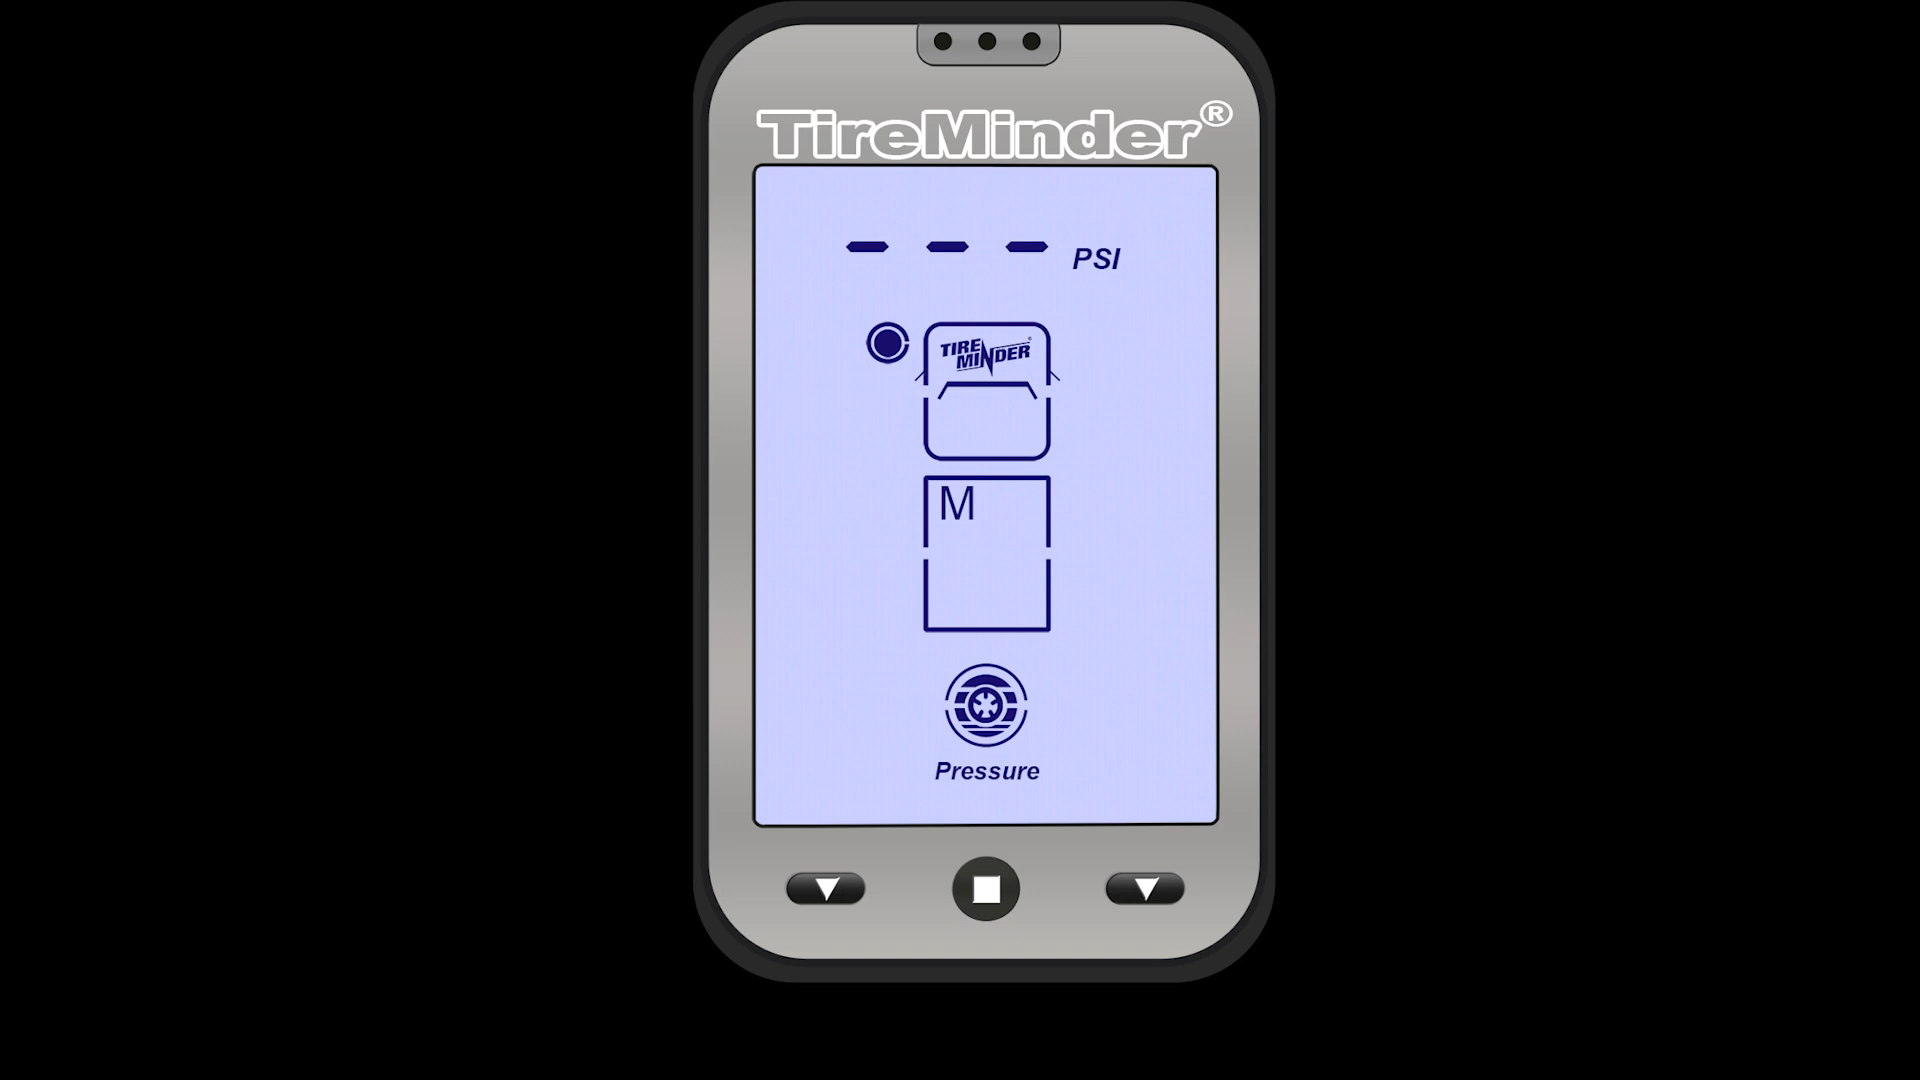 TireMinder®
--- PSI
TIRE
MINDER
M
Pressure